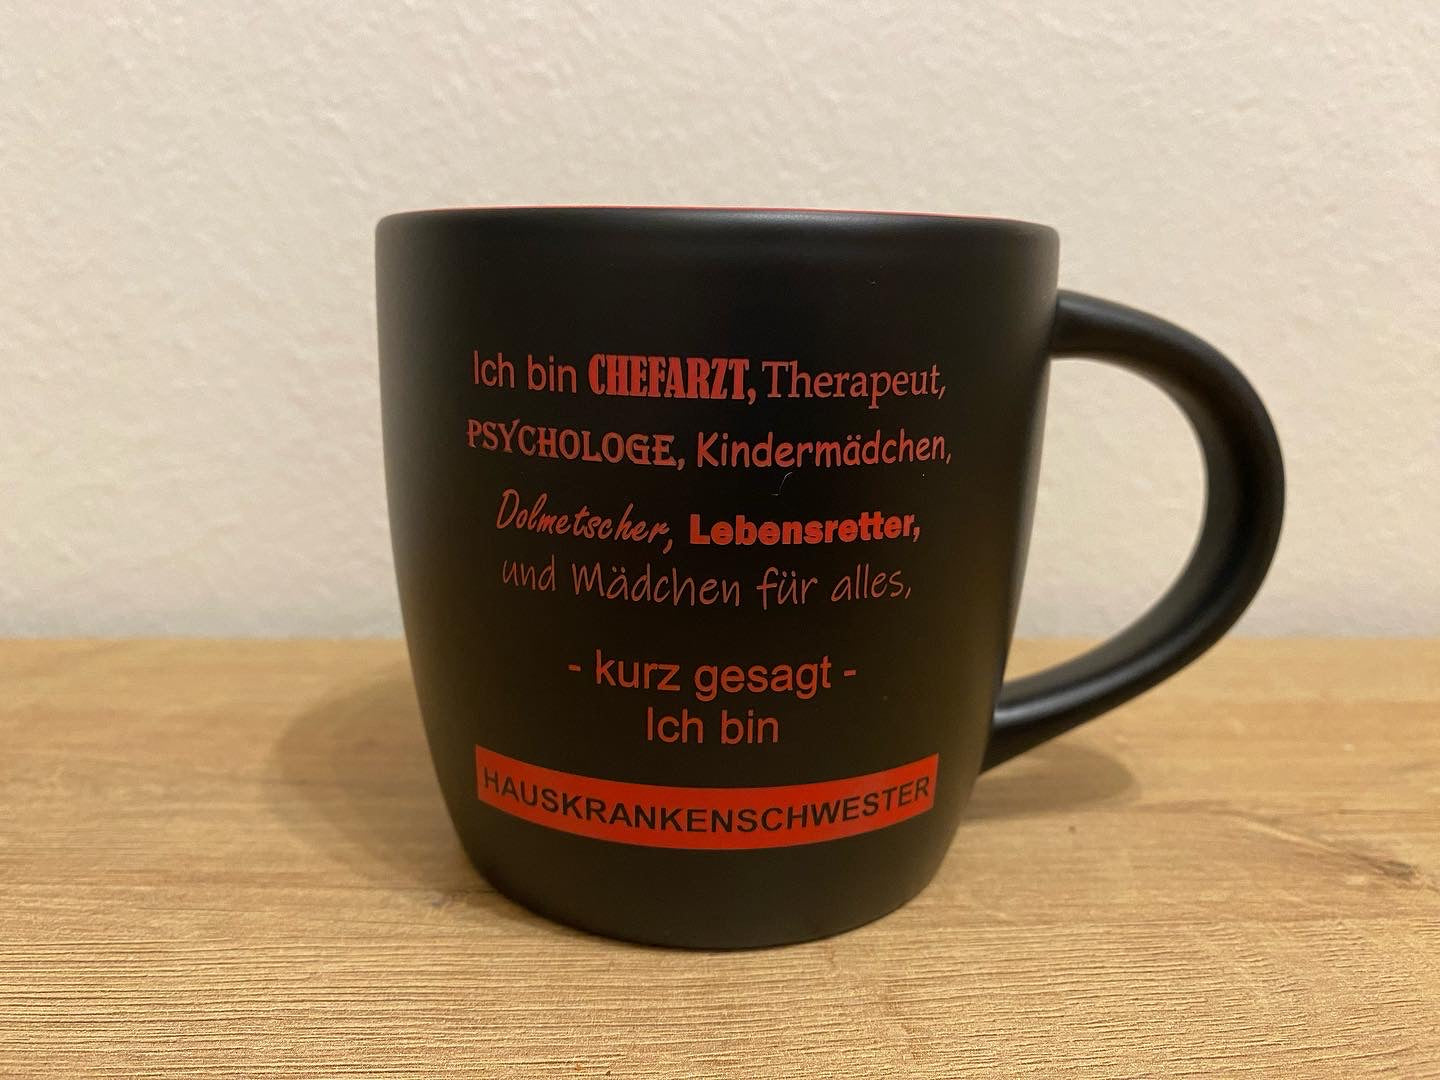 Ich bin CHEFARZT, Therapeut,
PSYCHOLOGE, Kindermädchen,
Dolmetscher, Lebensretter,
und Mädchen für alles,
- kurz gesagt -
Ich bin
HAUSKRANKENSCHWESTER